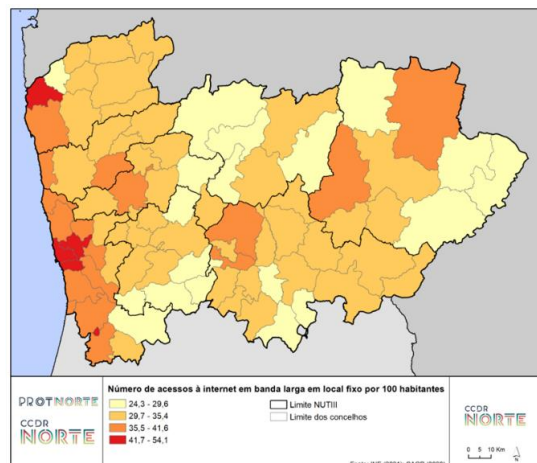 Número de acessos à internet em banda larga em local fixo por 100 habitantes
24,3 - 29,6
29,7 - 35,4
35,5 - 41,6
41,7 - 54,1
Limite NUTIII
Limite dos concelhos
PROTNORTE
CCDR
NORTE
CCDR
NORTE
0 5 10 Km